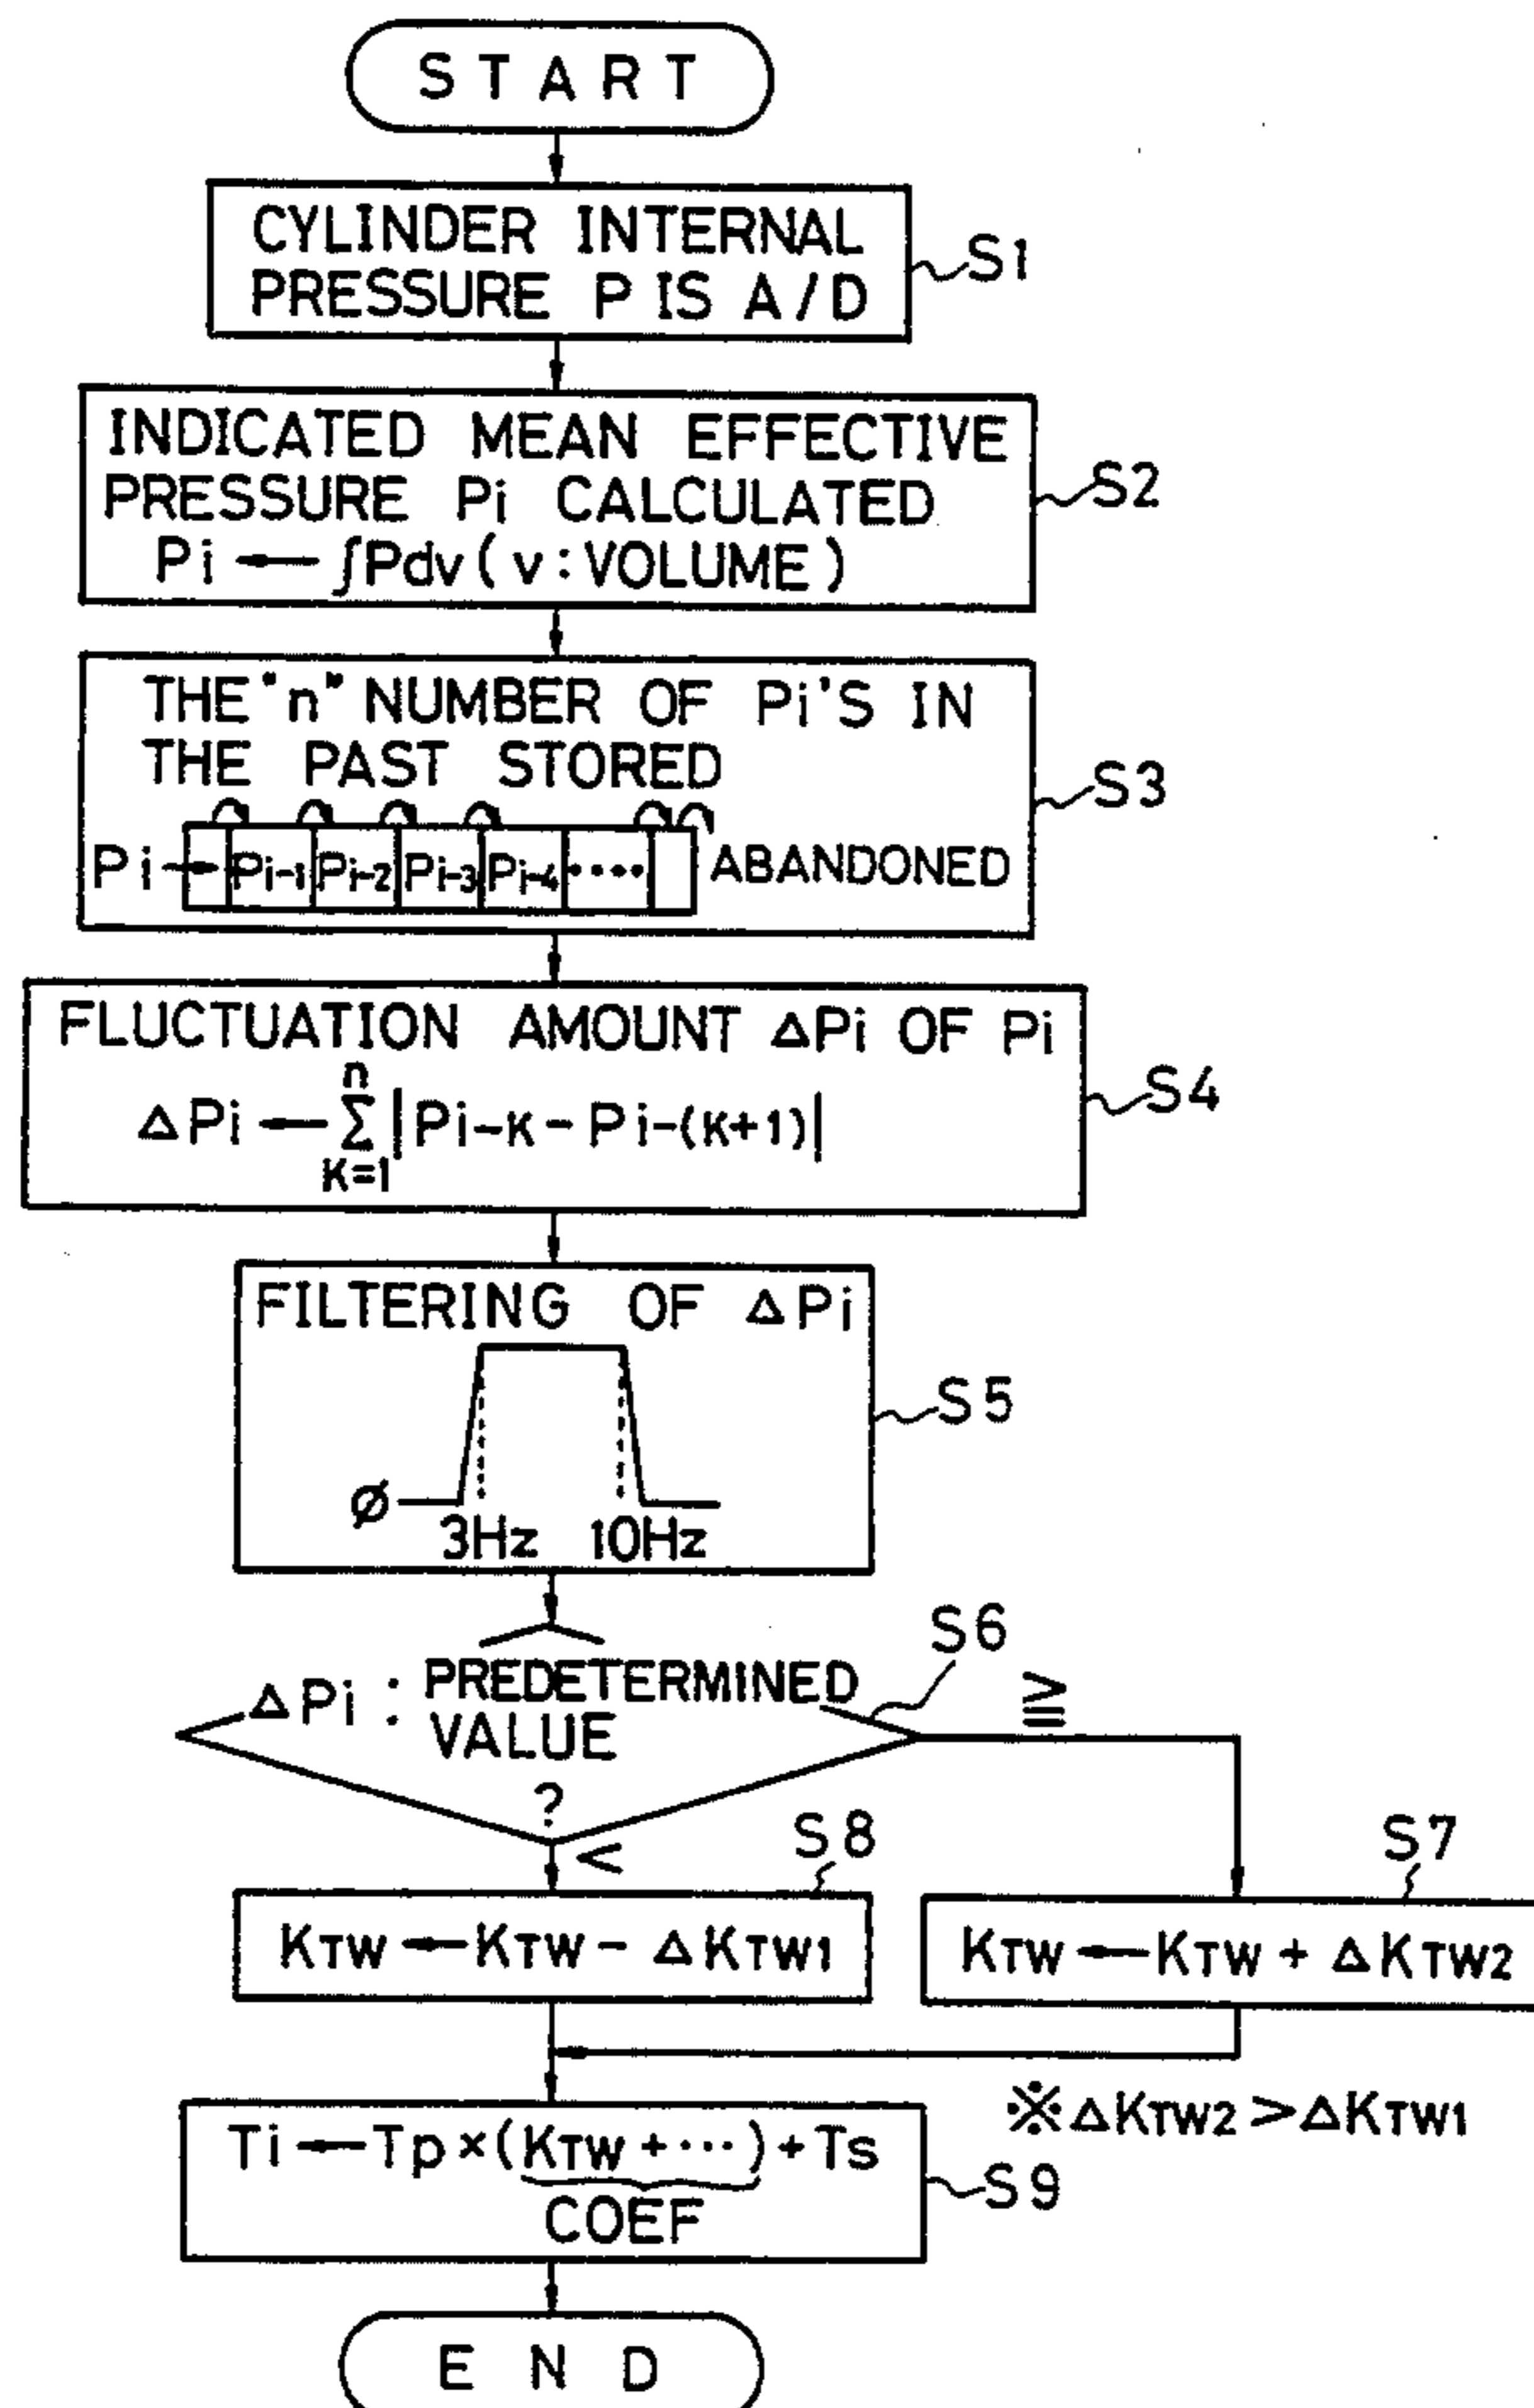 START
CYLINDER INTERNAL
PRESSURE P IS A/D
S1
INDICATED MEAN EFFECTIVE
PRESSURE Pi CALCULATED
Pi ← ∫Pdv(v:VOLUME)
S2
THE "n" NUMBER OF Pi'S IN
THE PAST STORED
Pi → Pi-1 Pi-2 Pi-3 Pi-4 ···· ABANDONED
S3
FLUCTUATION AMOUNT ΔPi OF Pi
n
ΔPi ← Σ|Pi-K - Pi-(K+1)|
K=1
S4
FILTERING OF ΔPi
Ø
3Hz 10Hz
S5
ΔPi : PREDETERMINED
VALUE
?
S6
≧
<
S8
KTW ← KTW - ΔKTW1
S7
KTW ← KTW + ΔKTW2
※ΔKTW2 > ΔKTW1
Ti ← Tp×(KTW + ···) + Ts
COEF
S9
END